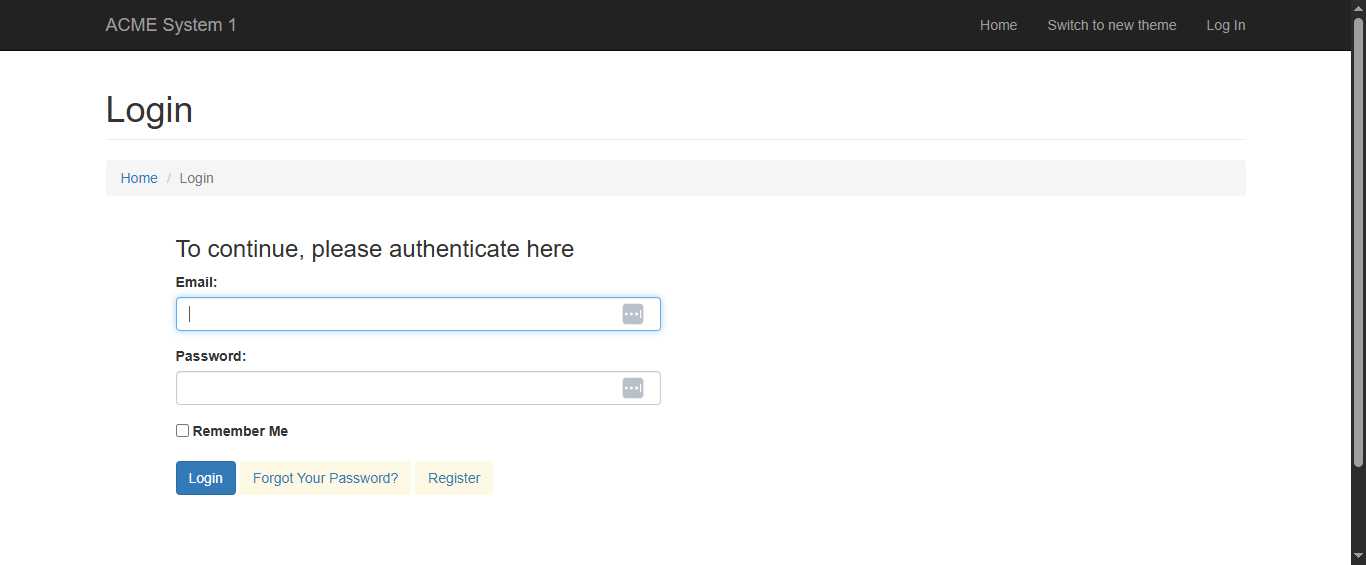 ACME System 1 Home Switch to new theme Log In
Login
Home / Login
To continue, please authenticate here
Email:
Password:
Remember Me
Login Forgot Your Password? Register